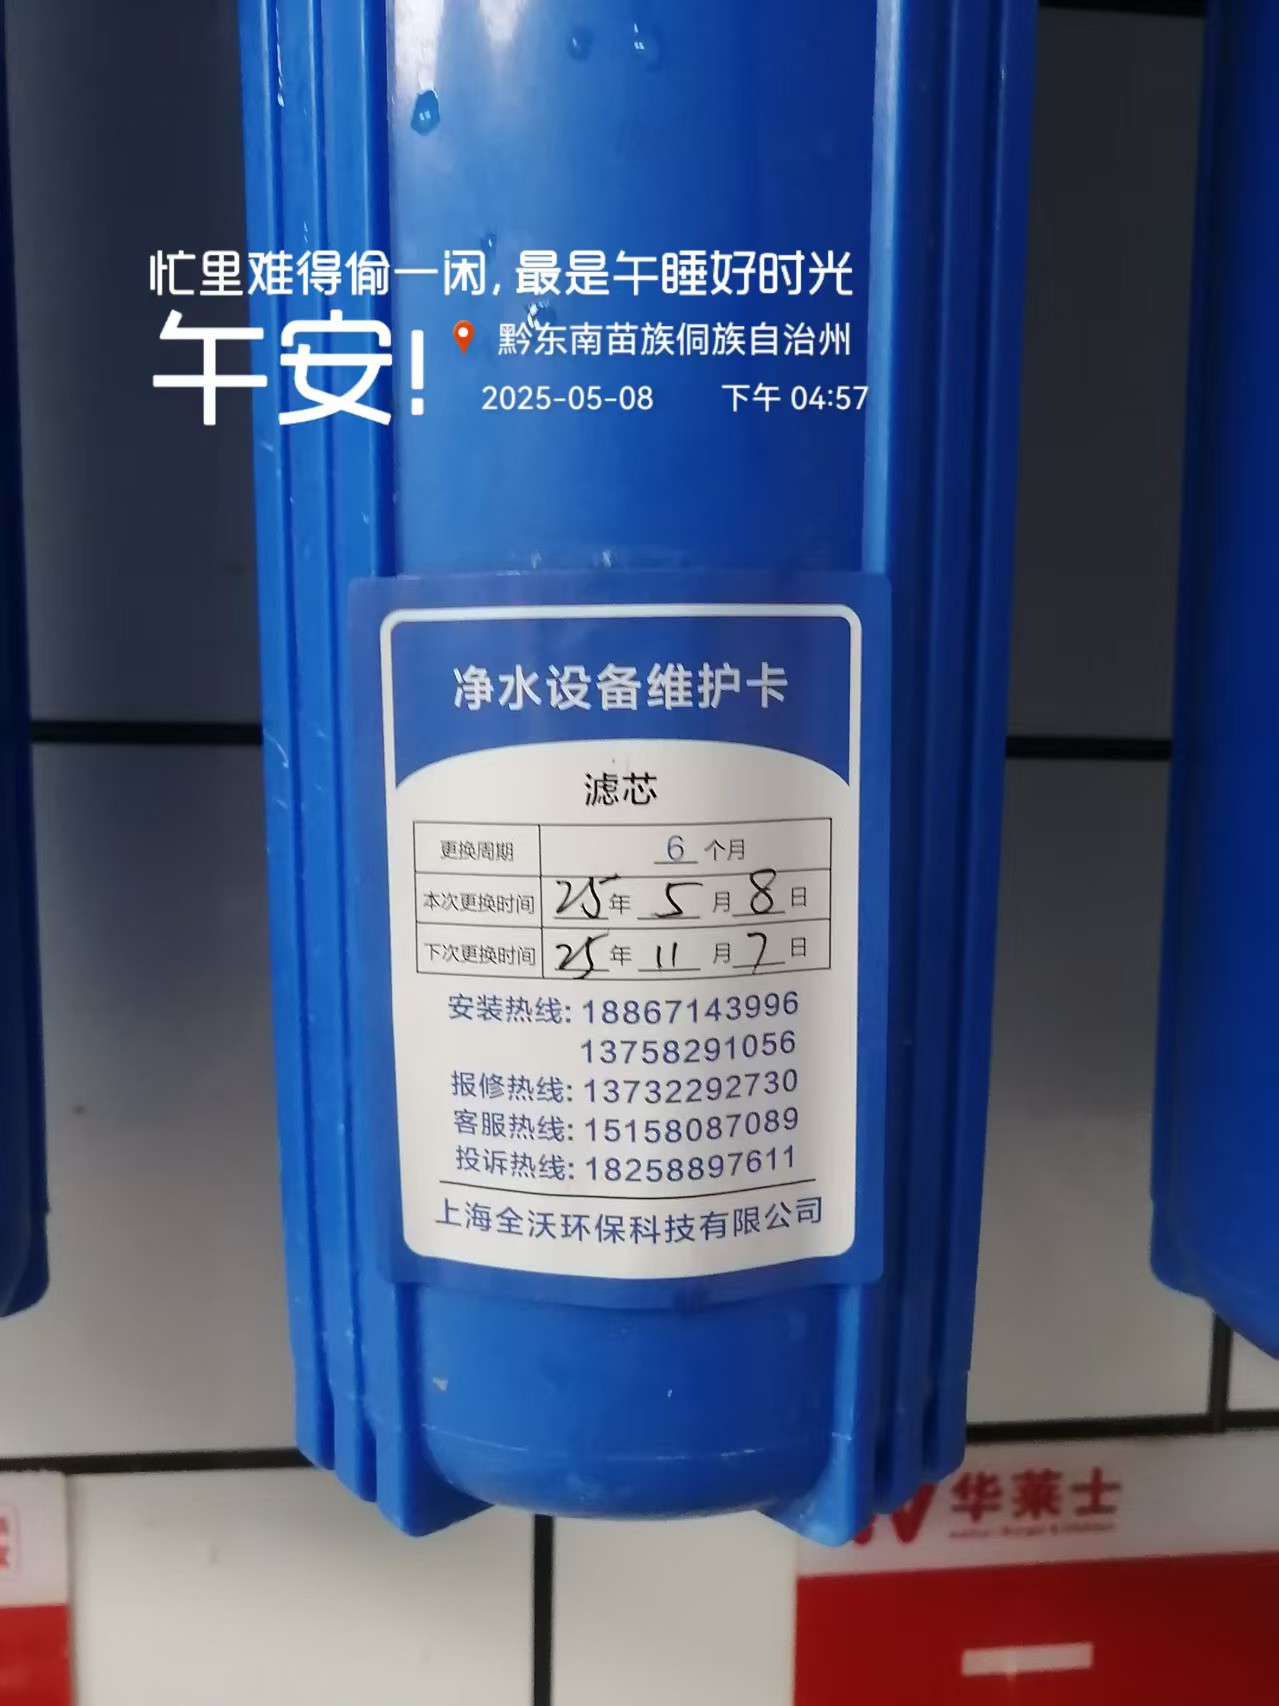 忙里难得偷一闲,最是午睡好时光
午安!
黔东南苗族侗族自治州
2025-05-08 下午 04:57
净水设备维护卡
滤芯
更换周期 6 个月
本次更换时间 25年 5 月 8 日
下次更换时间 25年 11 月 7 日
安装热线: 18867143996
13758291056
报修热线: 13732292730
客服热线: 15158087089
投诉热线: 18258897611
上海全沃环保科技有限公司
华莱士